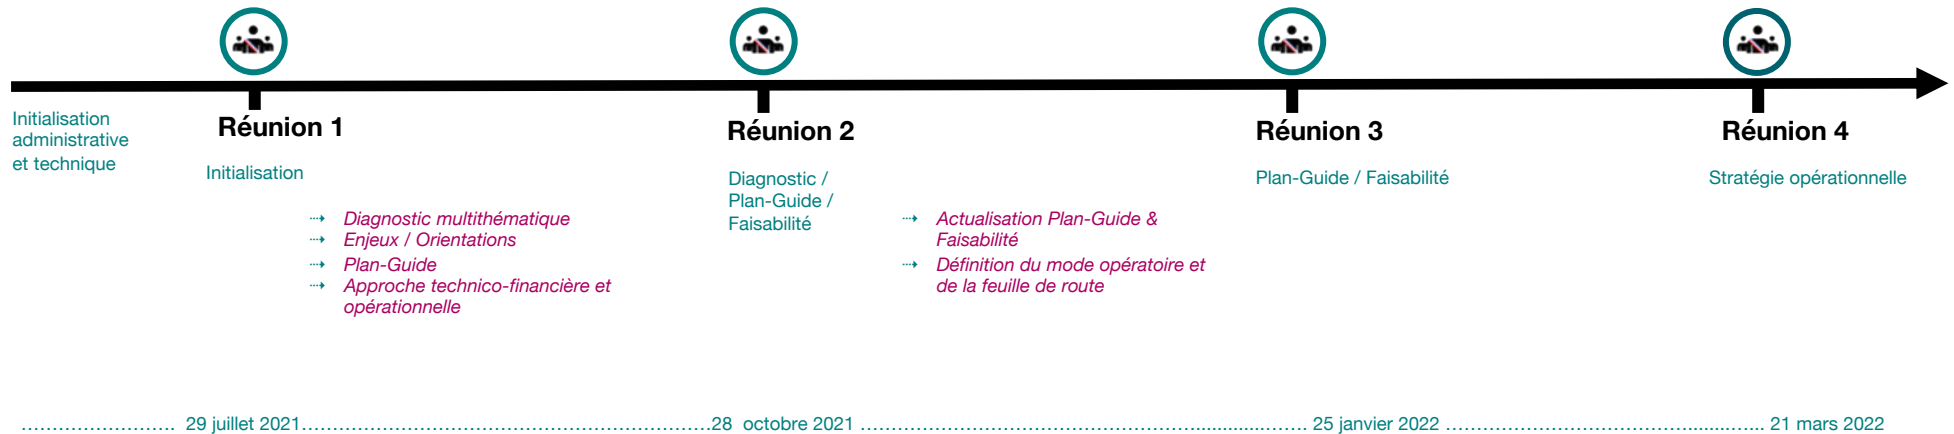 Initialisation
administrative
et technique
Réunion 1
Initialisation
⤑ Diagnostic multithématique
⤑ Enjeux / Orientations
⤑ Plan-Guide
⤑ Approche technico-financière et
opérationnelle
Réunion 2
Diagnostic /
Plan-Guide /
Faisabilité
⤑ Actualisation Plan-Guide &
Faisabilité
⤑ Définition du mode opératoire et
de la feuille de route
Réunion 3
Plan-Guide / Faisabilité
Réunion 4
Stratégie opérationnelle
……………………. 29 juillet 2021…………………………………………………………28 octobre 2021 ………………………………………………............……. 25 janvier 2022 …………………………………........…... 21 mars 2022